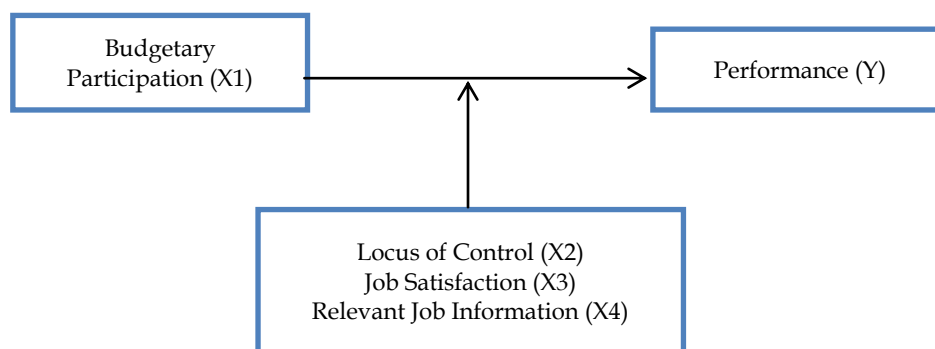 Budgetary
Participation (X1)
Performance (Y)
Locus of Control (X2)
Job Satisfaction (X3)
Relevant Job Information (X4)